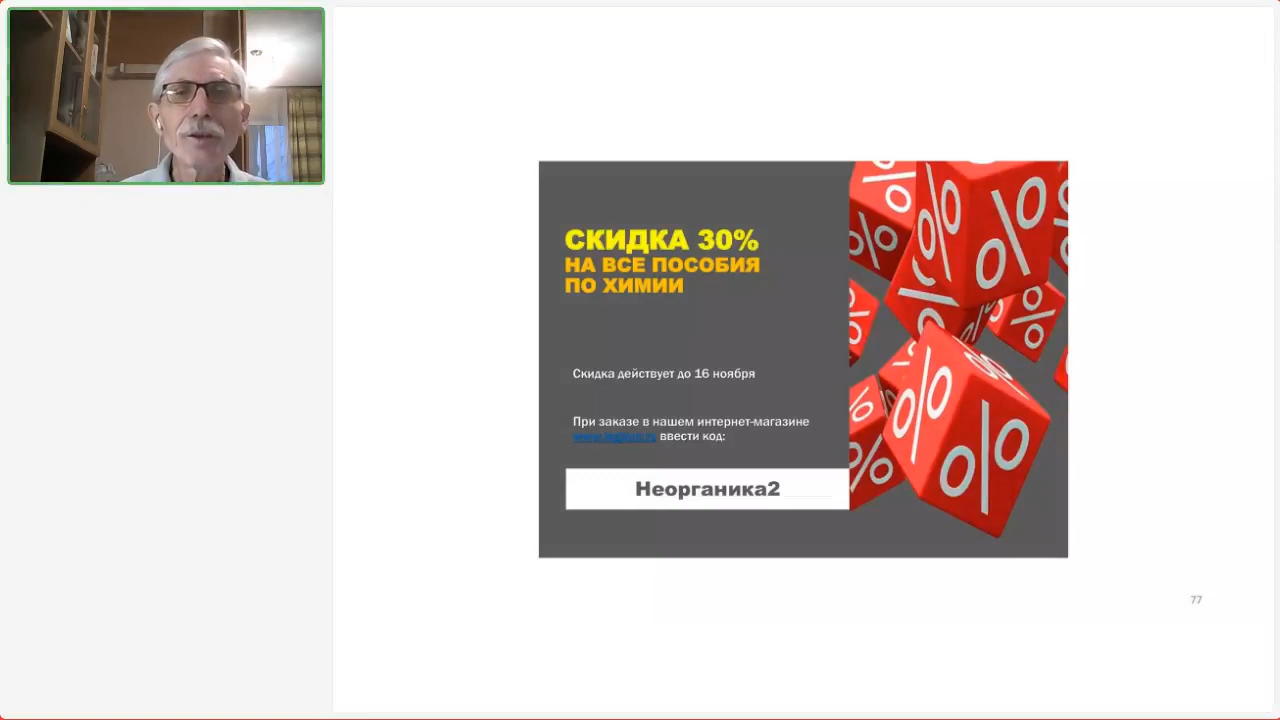 СКИДКА 30%
НА ВСЕ ПОСОБИЯ
ПО ХИМИИ
Скидка действует до 16 ноября
При заказе в нашем интернет-магазине
ввести код:
Неорганика2
77